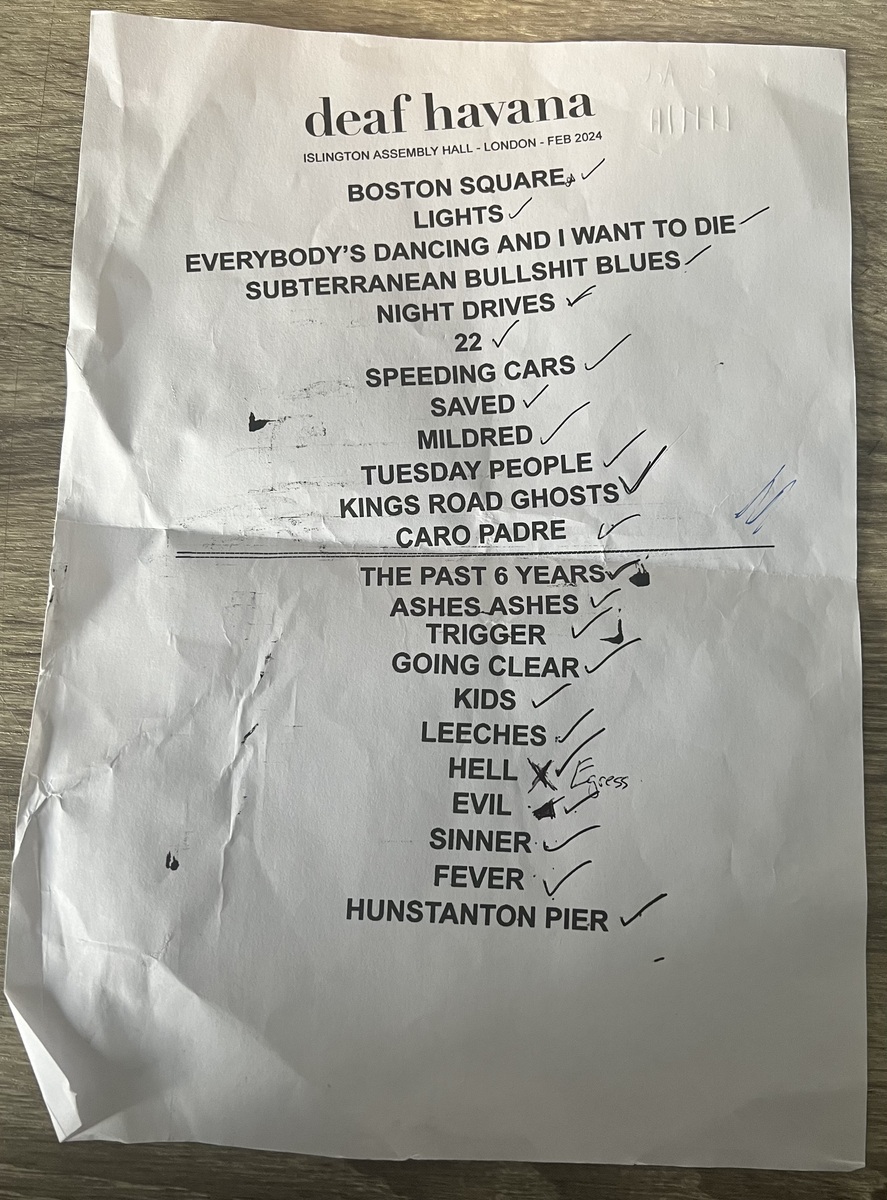 deaf havana
ISLINGTON ASSEMBLY HALL - LONDON - FEB 2024
BOSTON SQUARE
LIGHTS
EVERYBODY'S DANCING AND I WANT TO DIE
SUBTERRANEAN BULLSHIT BLUES
NIGHT DRIVES
22
SPEEDING CARS
SAVED
MILDRED
TUESDAY PEOPLE
KINGS ROAD GHOSTS
CARO PADRE
THE PAST 6 YEARS
ASHES ASHES
TRIGGER
GOING CLEAR
KIDS
LEECHES
HELL Egress
EVIL
SINNER
FEVER
HUNSTANTON PIER